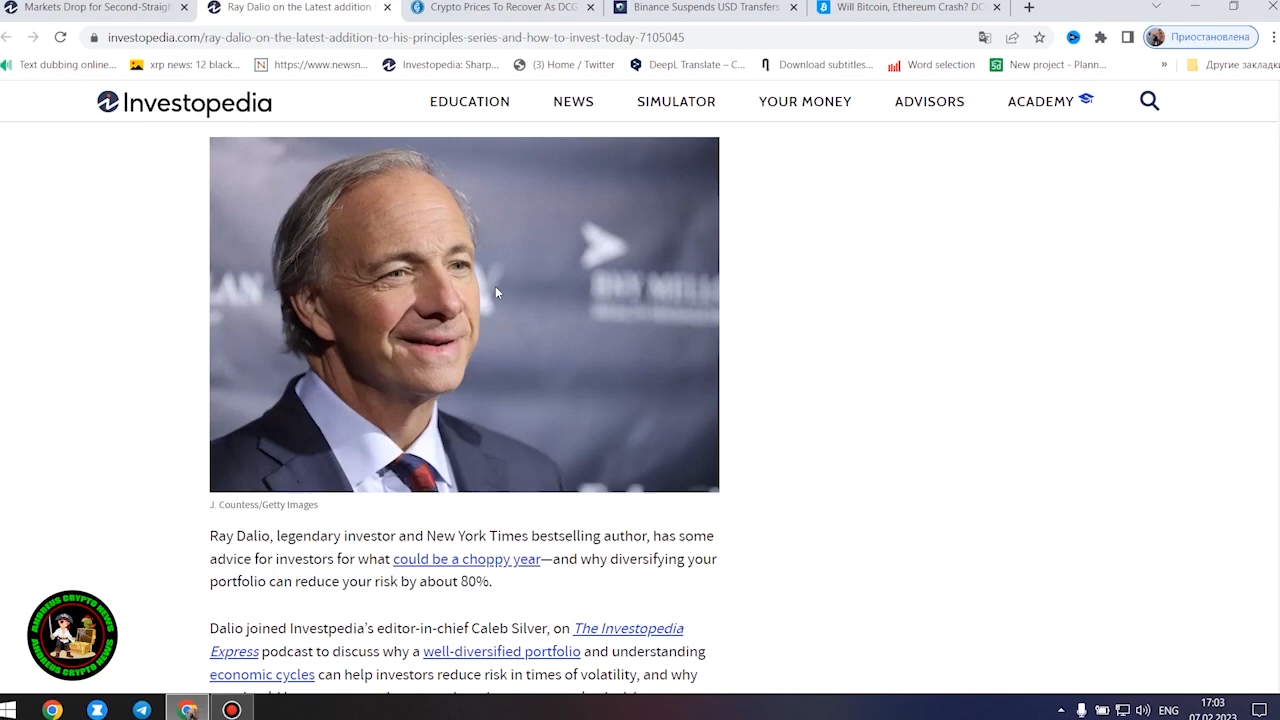 Markets Drop for Second-Straigh
Ray Dalio on the Latest addition
Crypto Prices To Recover As DCG
Binance Suspends USD Transfers
Will Bitcoin, Ethereum Crash? DC
investopedia.com/ray-dalio-on-the-latest-addition-to-his-principles-series-and-how-to-invest-today-7105045
Приостановлена
Text dubbing online...
xrp news: 12 black...
https://www.newsn...
Investopedia: Sharp...
(3) Home / Twitter
DeepL Translate – C...
Download subtitles...
Word selection
New project - Plann...
»
Другие закладки
Investopedia
EDUCATION
NEWS
SIMULATOR
YOUR MONEY
ADVISORS
ACADEMY
J. Countess/Getty Images
Ray Dalio, legendary investor and New York Times bestselling author, has some
advice for investors for what could be a choppy year—and why diversifying your
portfolio can reduce your risk by about 80%.
Dalio joined Investpedia's editor-in-chief Caleb Silver, on The Investopedia
Express podcast to discuss why a well-diversified portfolio and understanding
economic cycles can help investors reduce risk in times of volatility, and why
ANDREUS CRYPTO NEWS
ANDREUS CRYPTO NEWS
ENG
17:03
07.02.2023